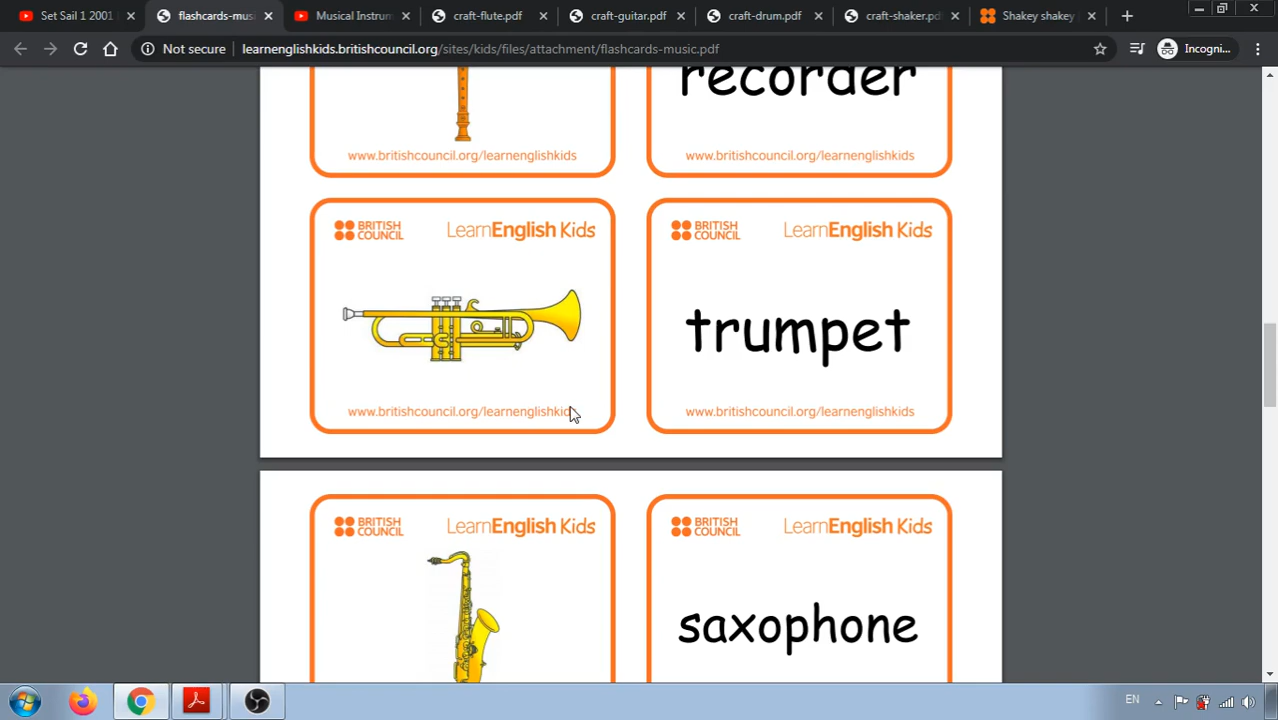 Set Sail 1 2001
flashcards-mus
Musical Instrum
craft-flute.pdf
craft-guitar.pdf
craft-drum.pdf
craft-shaker.pdf
Shakey shakey
Not secure
learnenglishkids.britishcouncil.org/sites/kids/files/attachment/flashcards-music.pdf
Incogni...
recorder
www.britishcouncil.org/learnenglishkids
www.britishcouncil.org/learnenglishkids
BRITISH
COUNCIL
LearnEnglish Kids
BRITISH
COUNCIL
LearnEnglish Kids
trumpet
www.britishcouncil.org/learnenglishkid
www.britishcouncil.org/learnenglishkids
BRITISH
COUNCIL
LearnEnglish Kids
BRITISH
COUNCIL
LearnEnglish Kids
saxophone
EN